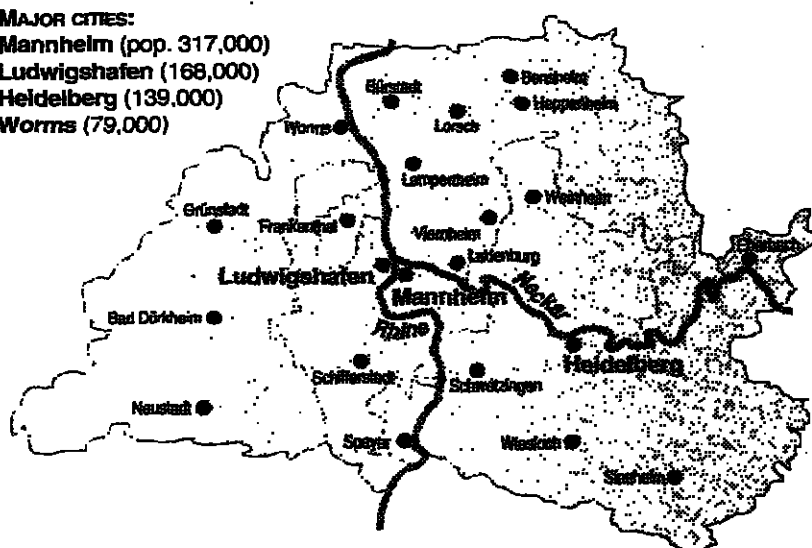 MAJOR CITIES:
Mannheim (pop. 317,000)
Ludwigshafen (168,000)
Heidelberg (139,000)
Worms (79,000)
Bensheim
Bürstadt
Heppenheim
Lorsch
Worms
Lampertheim
Weinheim
Grünstadt
Frankenthal
Viernheim
Eberbach
Ladenburg
Ludwigshafen
Mannheim
Neckar
Bad Dürkheim
Rhine
Heidelberg
Schifferstadt
Schwetzingen
Neustadt
Speyer
Wiesloch
Sinsheim